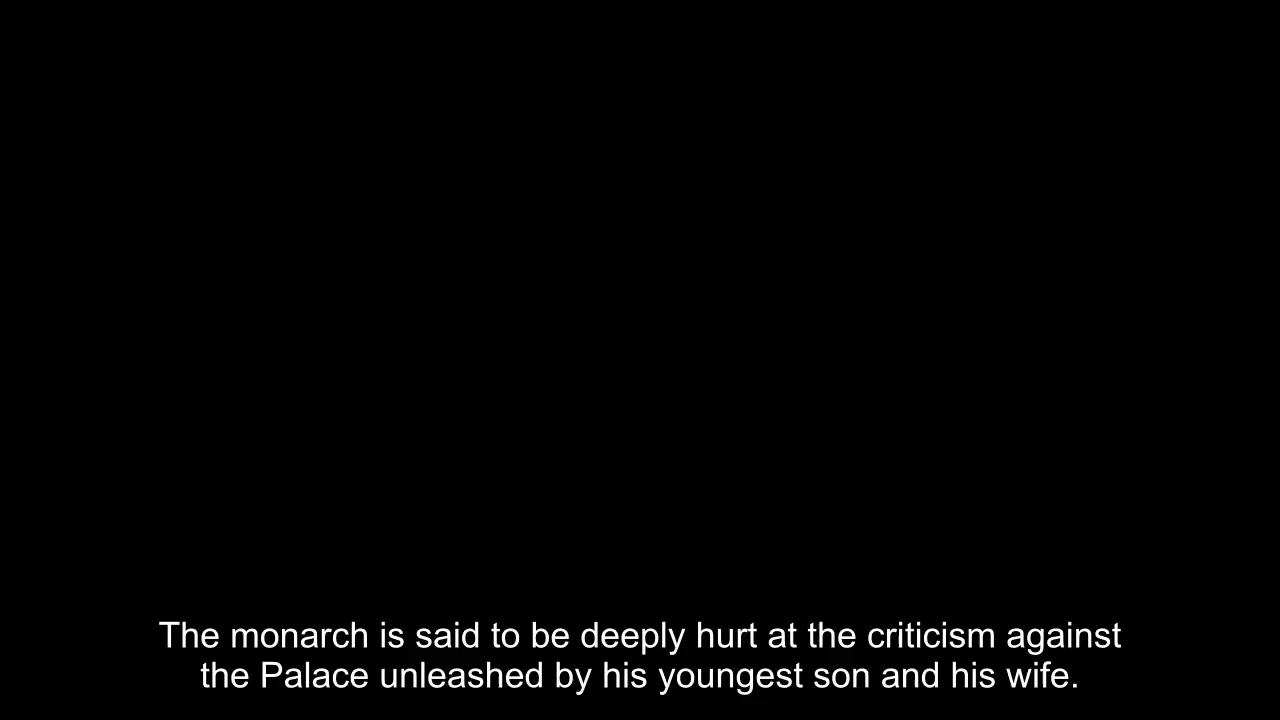 The monarch is said to be deeply hurt at the criticism against
the Palace unleashed by his youngest son and his wife.